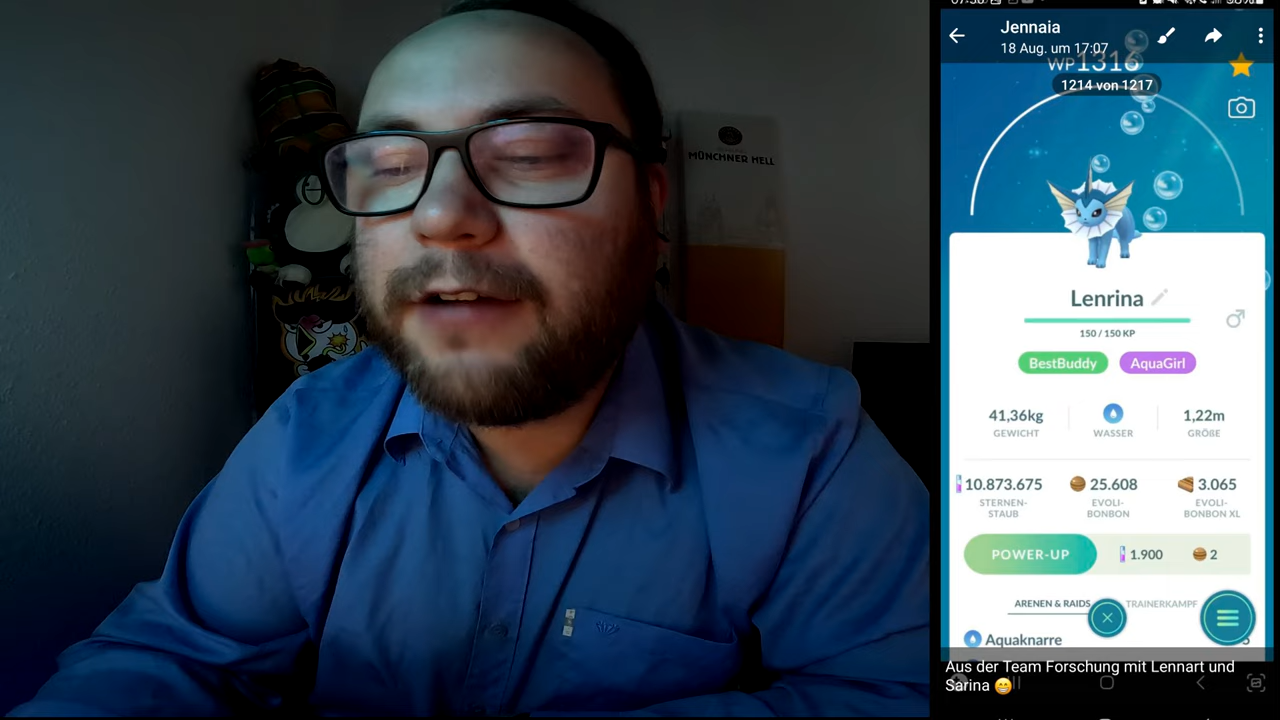 MÜNCHNER HELL
Jennaia
18 Aug. um 17:07
WP1316
1214 von 1217
Lenrina
150 / 150 KP
BestBuddy
AquaGirl
41,36kg
GEWICHT
WASSER
1,22m
GRÖßE
10.873.675
STERNEN-
STAUB
25.608
EVOLI-
BONBON
3.065
EVOLI-
BONBON XL
POWER-UP
1.900
2
ARENEN & RAIDS
TRAINERKAMPF
Aquaknarre
Aus der Team Forschung mit Lennart und
Sarina 😁